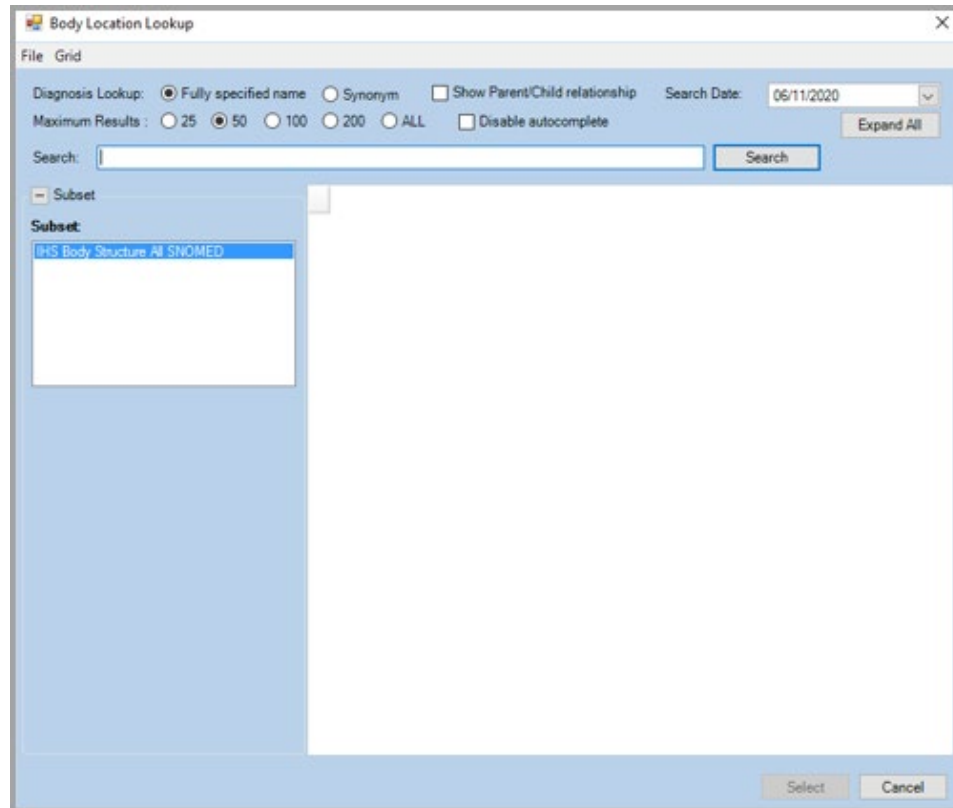 Body Location Lookup
File Grid
Diagnosis Lookup: Fully specified name Synonym Show Parent/Child relationship Search Date: 06/11/2020
Maximum Results : 25 50 100 200 ALL Disable autocomplete Expand All
Search: Search
Subset
Subset:
IHS Body Structure All SNOMED
Select Cancel